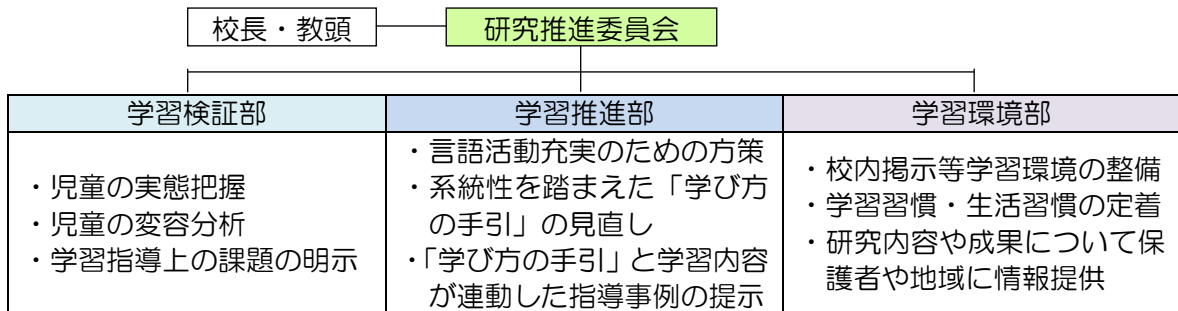 校長・教頭
研究推進委員会
学習検証部
・児童の実態把握
・児童の変容分析
・学習指導上の課題の明示
学習推進部
・言語活動充実のための方策
・系統性を踏まえた「学び方
の手引」の見直し
・「学び方の手引」と学習内容
が連動した指導事例の提示
学習環境部
・校内掲示等学習環境の整備
・学習習慣・生活習慣の定着
・研究内容や成果について保
護者や地域に情報提供